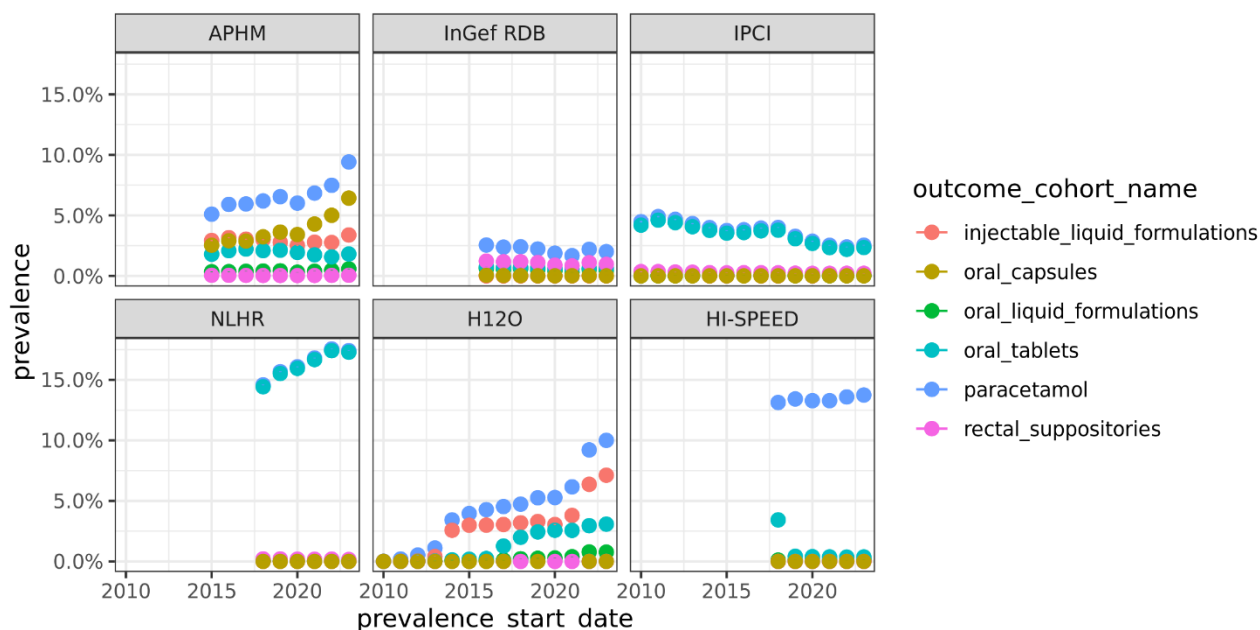 APHM InGef RDB IPCI
15.0%
10.0%
5.0%
0.0%
NLHR H12O HI-SPEED
15.0%
10.0%
5.0%
0.0%
2010 2015 2020 2010 2015 2020 2010 2015 2020
prevalence
prevalence_start_date
outcome_cohort_name
injectable_liquid_formulations
oral_capsules
oral_liquid_formulations
oral_tablets
paracetamol
rectal_suppositories